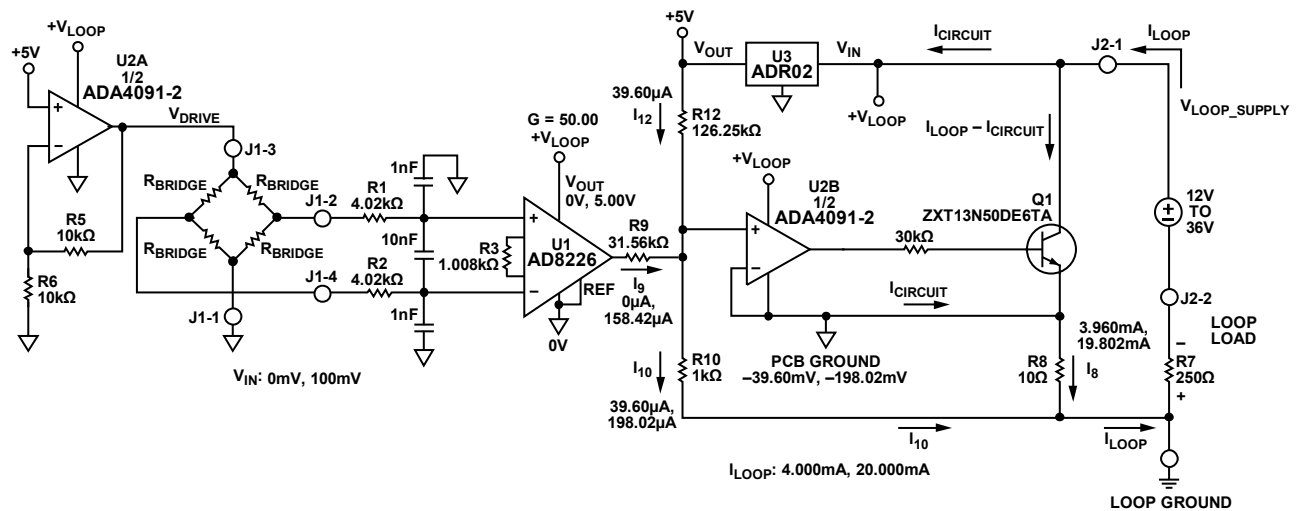 +5V
+VLOOP
U2A
1/2
ADA4091-2
+
−
VDRIVE
J1-3
RBRIDGE
RBRIDGE
RBRIDGE
RBRIDGE
R5
10kΩ
R6
10kΩ
J1-2
J1-4
J1-1
R1
4.02kΩ
R2
4.02kΩ
1nF
10nF
1nF
VIN: 0mV, 100mV
G = 50.00
+VLOOP
VOUT
0V, 5.00V
+
−
R3
1.008kΩ
U1
AD8226
REF
0V
R9
31.56kΩ
I9
0µA,
158.42µA
+5V
VOUT
U3
ADR02
VIN
39.60µA
I12
R12
126.25kΩ
+VLOOP
ICIRCUIT
J2-1
ILOOP
VLOOP_SUPPLY
ILOOP − ICIRCUIT
+VLOOP
U2B
1/2
ADA4091-2
+
−
Q1
ZXT13N50DE6TA
30kΩ
ICIRCUIT
12V
TO
36V
+
−
J2-2
LOOP
LOAD
PCB GROUND
−39.60mV, −198.02mV
I10
R10
1kΩ
39.60µA,
198.02µA
3.960mA,
19.802mA
R8
10Ω
I8
−
R7
250Ω
+
I10
ILOOP
ILOOP: 4.000mA, 20.000mA
LOOP GROUND